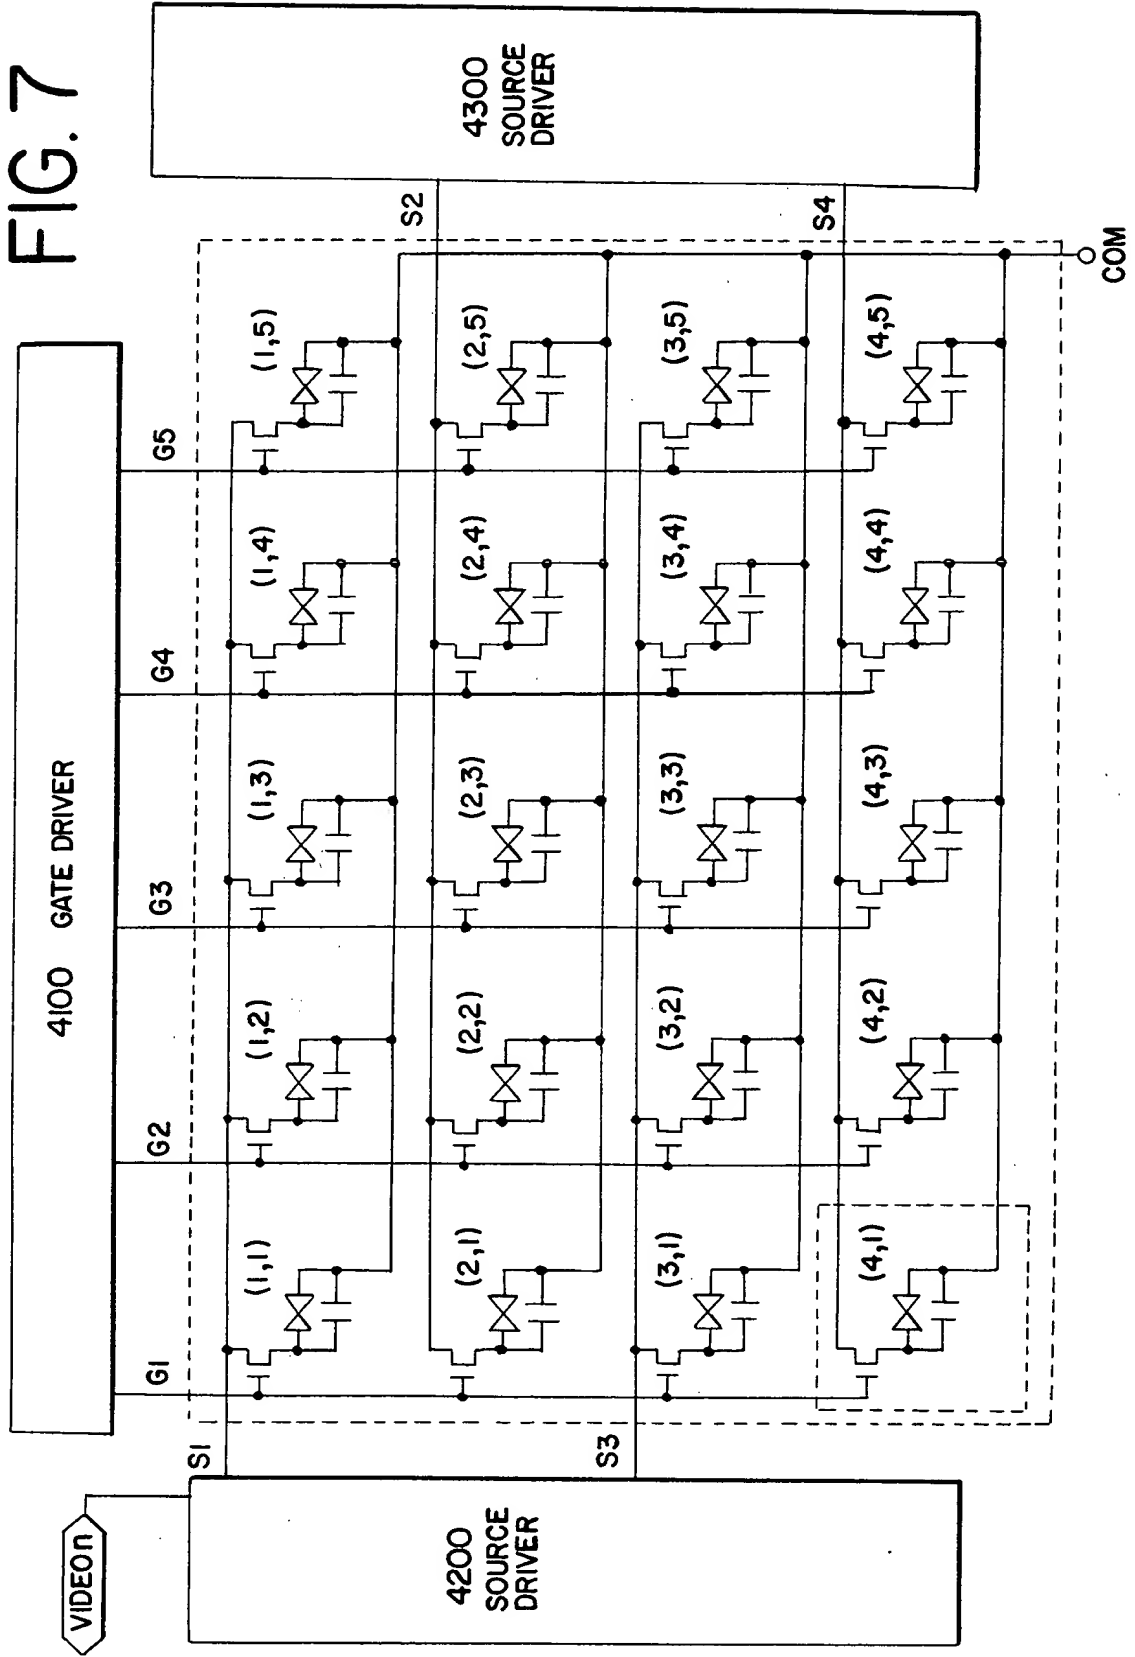 FIG. 7
4100 GATE DRIVER
G1
G2
G3
G4
G5
VIDEOn
4200
SOURCE
DRIVER
4300
SOURCE
DRIVER
S1
S2
S3
S4
(1,1)
(1,2)
(1,3)
(1,4)
(1,5)
(2,1)
(2,2)
(2,3)
(2,4)
(2,5)
(3,1)
(3,2)
(3,3)
(3,4)
(3,5)
(4,1)
(4,2)
(4,3)
(4,4)
(4,5)
COM